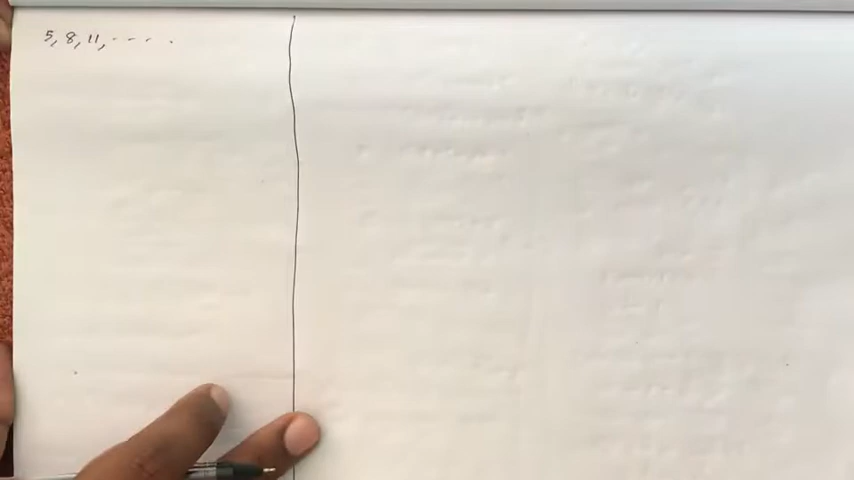 5, 8, 11, - - - .